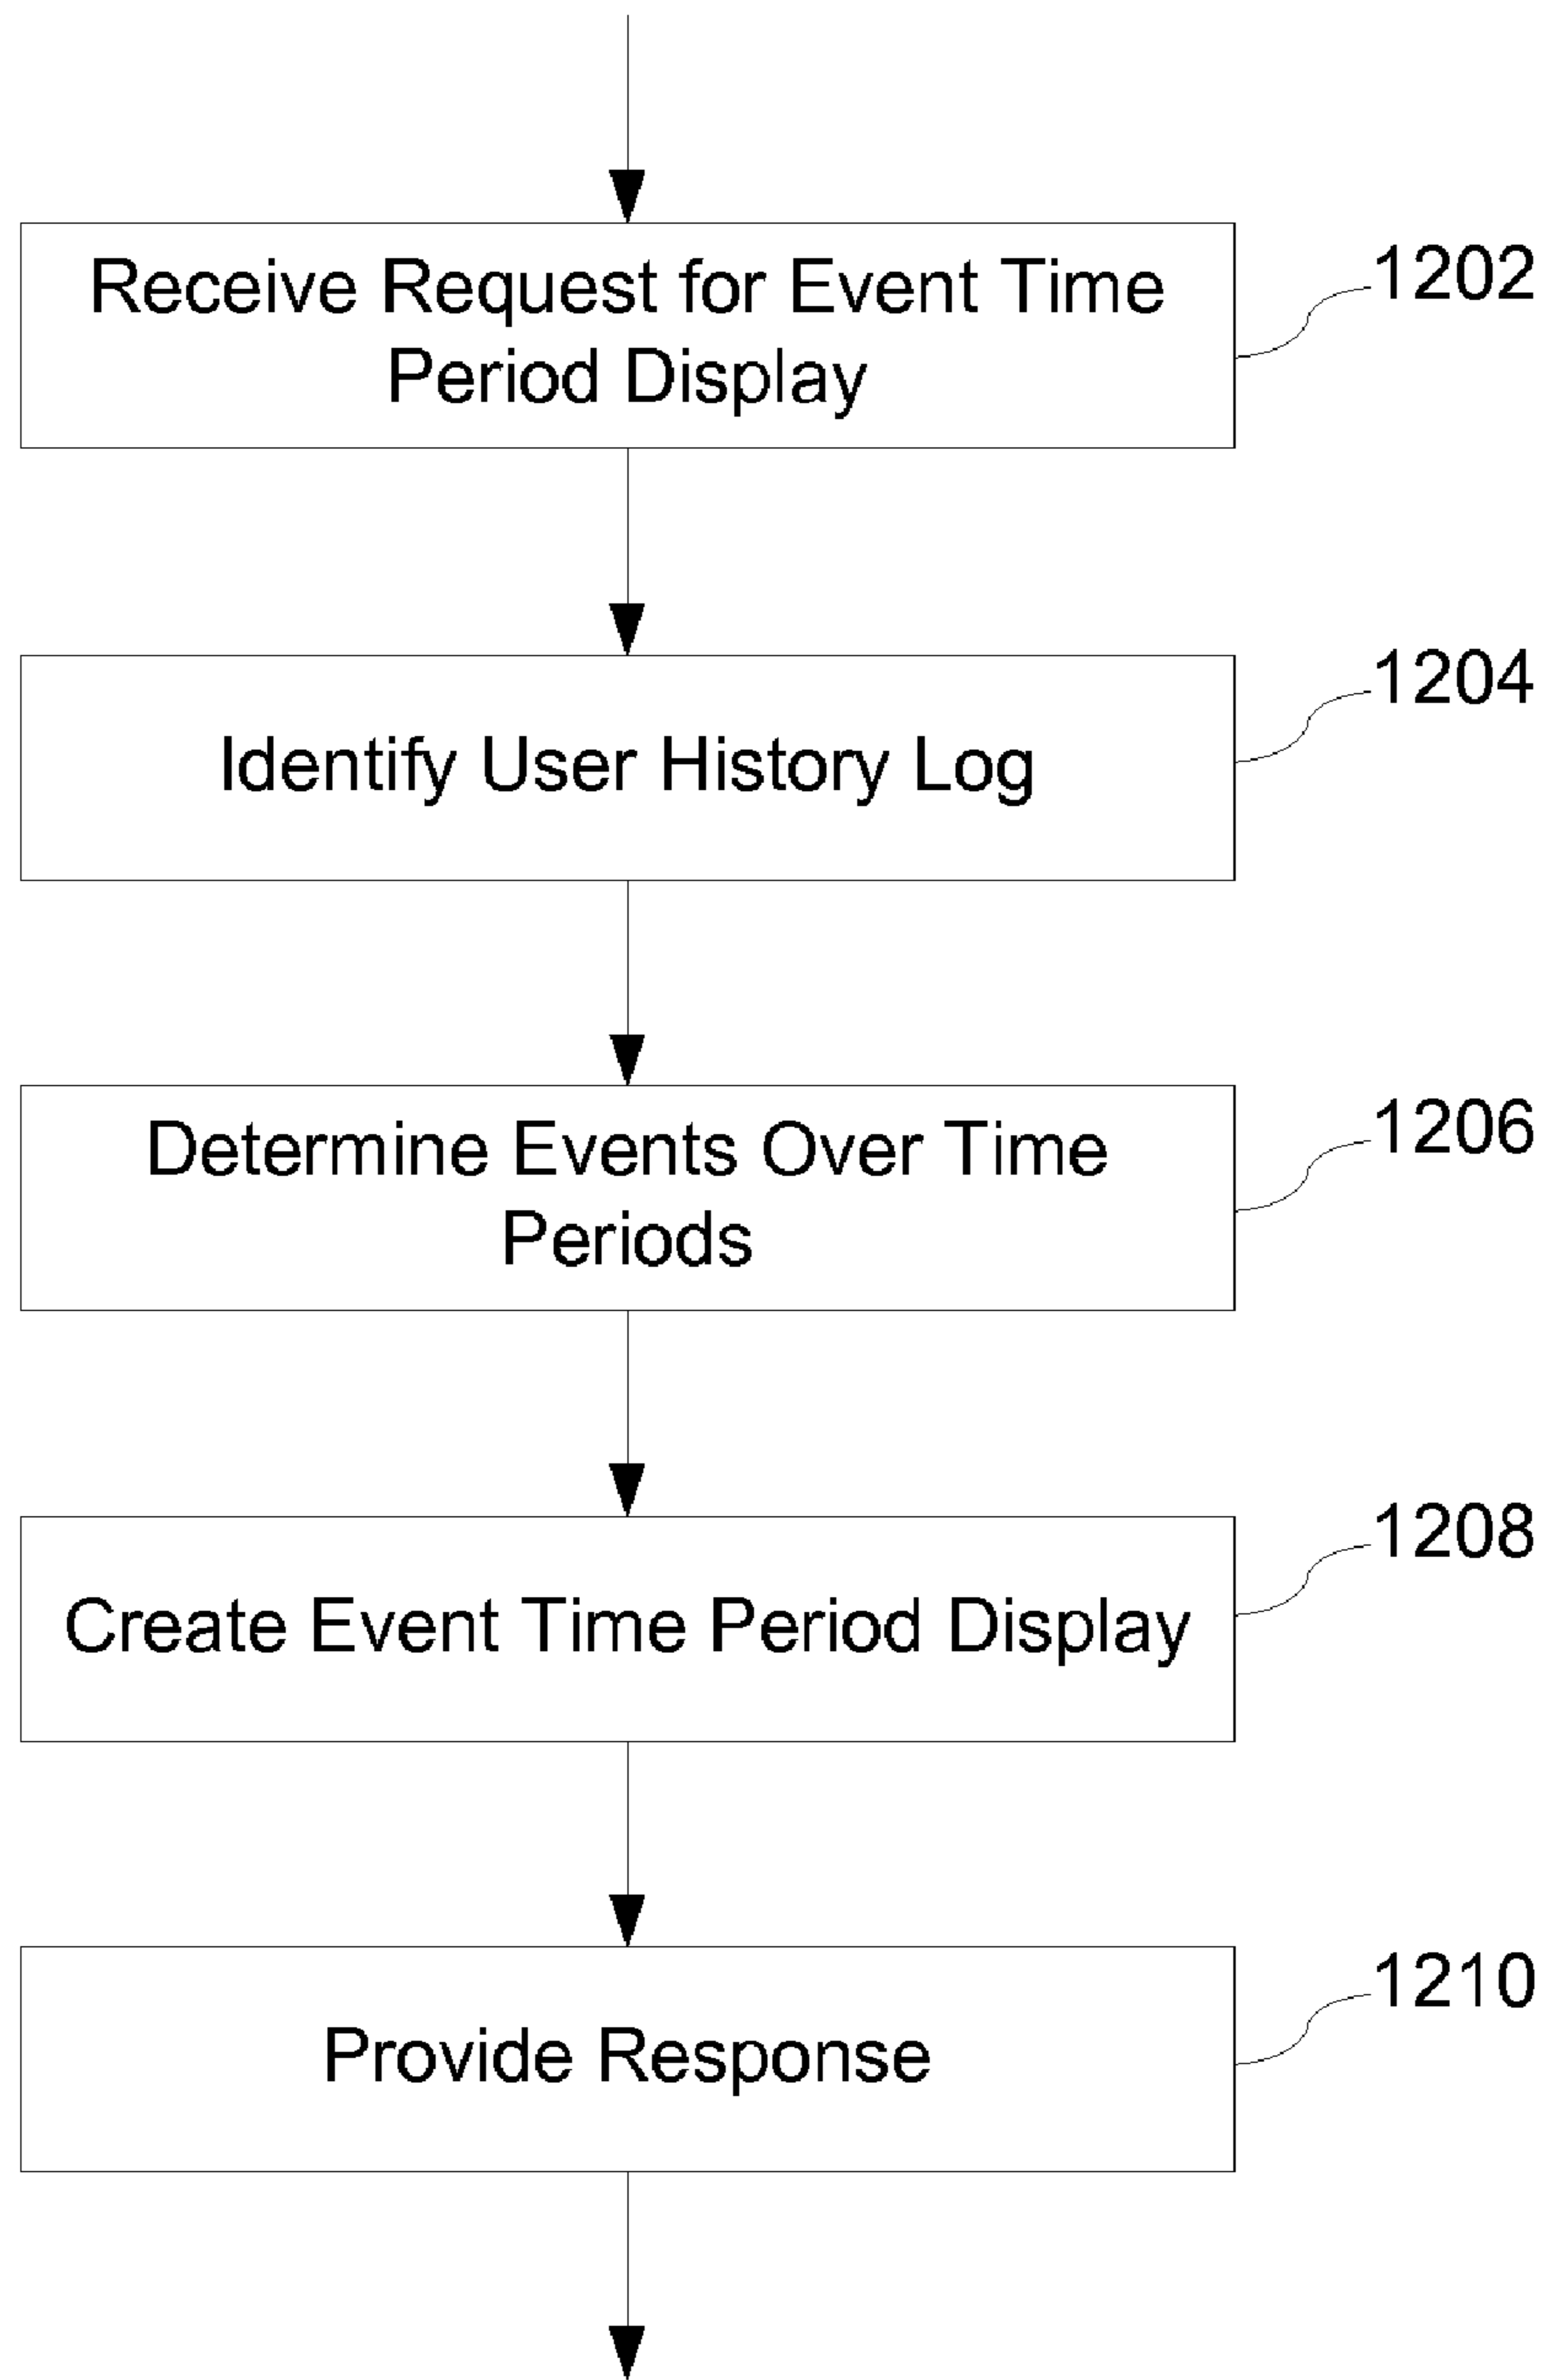 Receive Request for Event Time
Period Display
1202
Identify User History Log
1204
Determine Events Over Time
Periods
1206
Create Event Time Period Display
1208
Provide Response
1210